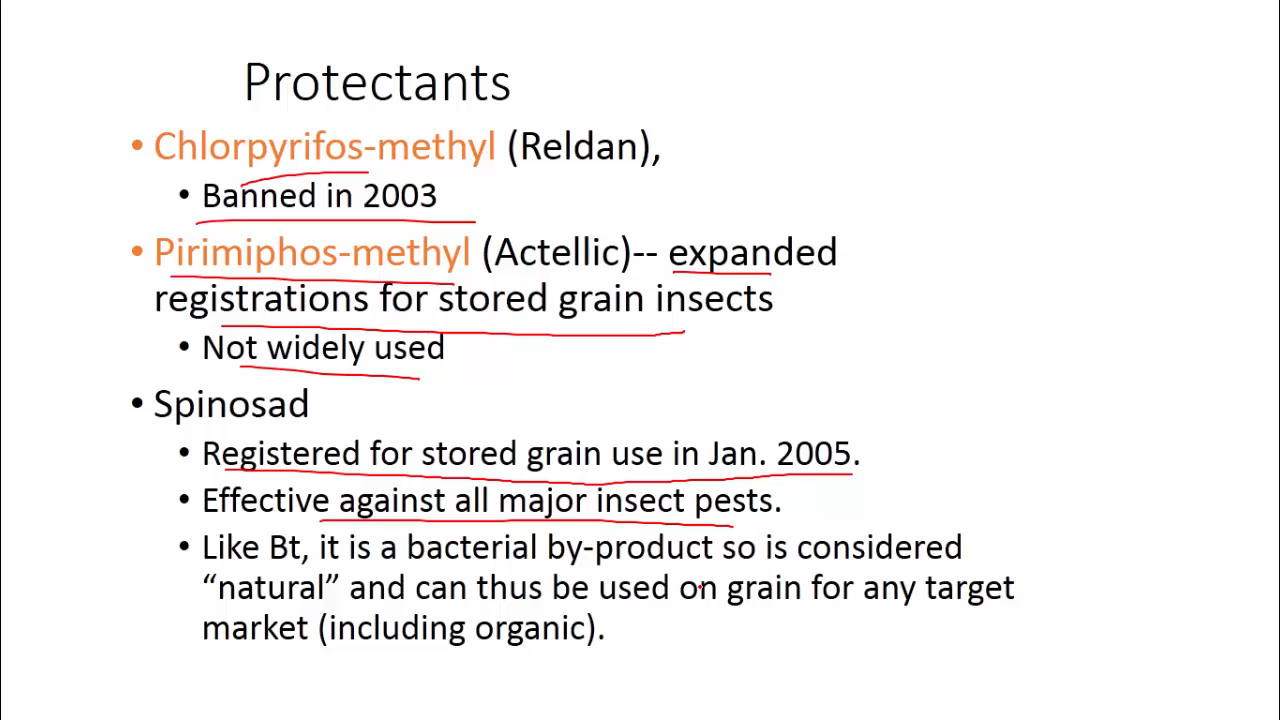 Protectants
• Chlorpyrifos-methyl (Reldan),
• Banned in 2003
• Pirimiphos-methyl (Actellic)-- expanded
registrations for stored grain insects
• Not widely used
• Spinosad
• Registered for stored grain use in Jan. 2005.
• Effective against all major insect pests.
• Like Bt, it is a bacterial by-product so is considered
“natural” and can thus be used on grain for any target
market (including organic).